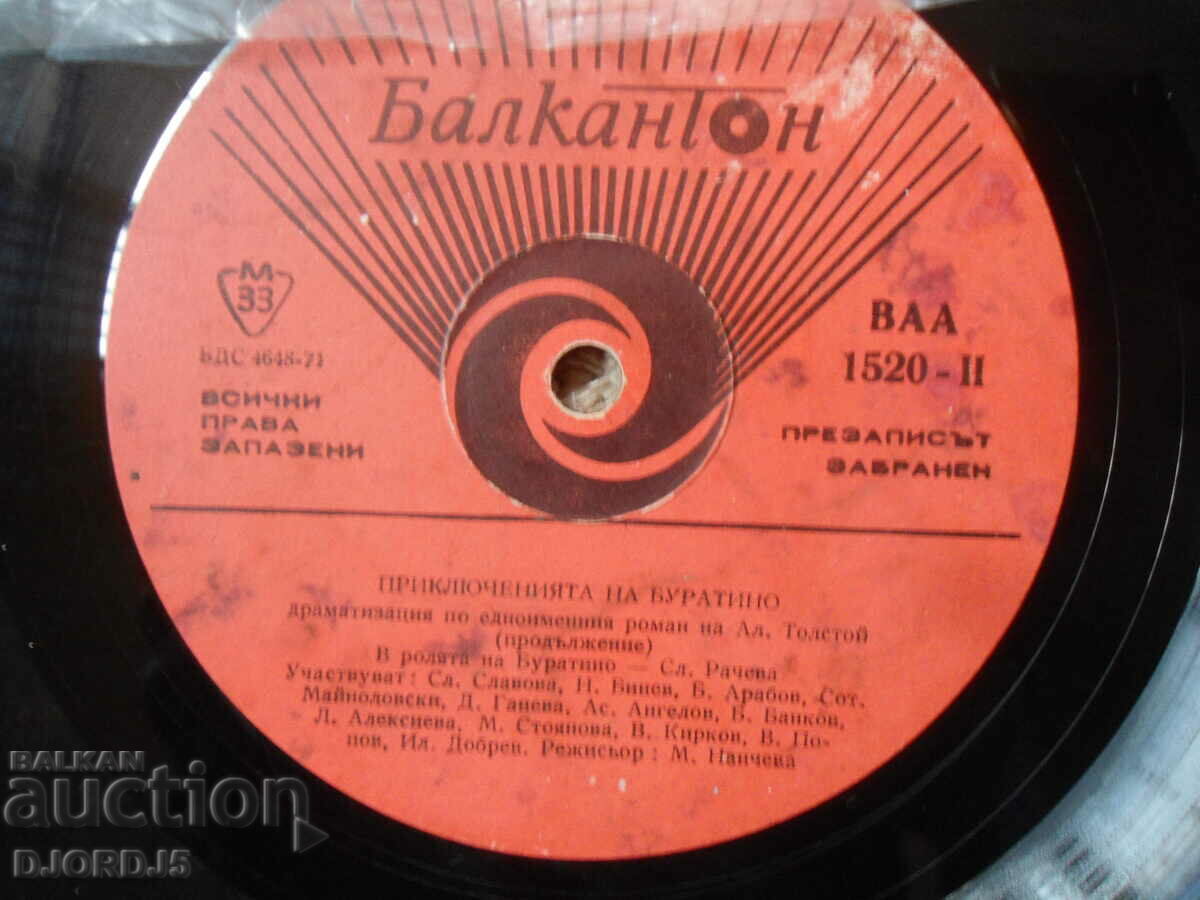 Балкантон
М
33
БДС 4648-71
ВСИЧКИ
ПРАВА
ЗАПАЗЕНИ
ВАА
1520 - II
ПРЕЗАПИСЪТ
ЗАБРАНЕН
ПРИКЛЮЧЕНИЯТА НА БУРАТИНО
драматизация по едноименния роман на Ал. Толстой
(продължение)
В ролята на Буратино — Сл. Рачева
Участвуват: Сл. Славова, Н. Бинев, Б. Арабов, Сот.
Майноловски, Д. Ганева, Ас. Ангелов, Б. Банков,
Л. Алексиева, М. Стоянова, В. Кирков, В. По-
пов, Ил. Добрев. Режисьор: М. Нанчева
BALKAN
auction
DJORDJ5